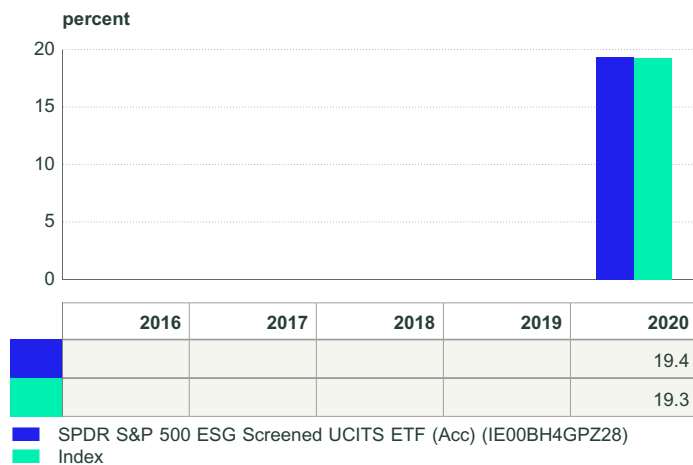 percent
20
15
10
5
0
2016 2017 2018 2019 2020
19.4
19.3
SPDR S&P 500 ESG Screened UCITS ETF (Acc) (IE00BH4GPZ28)
Index